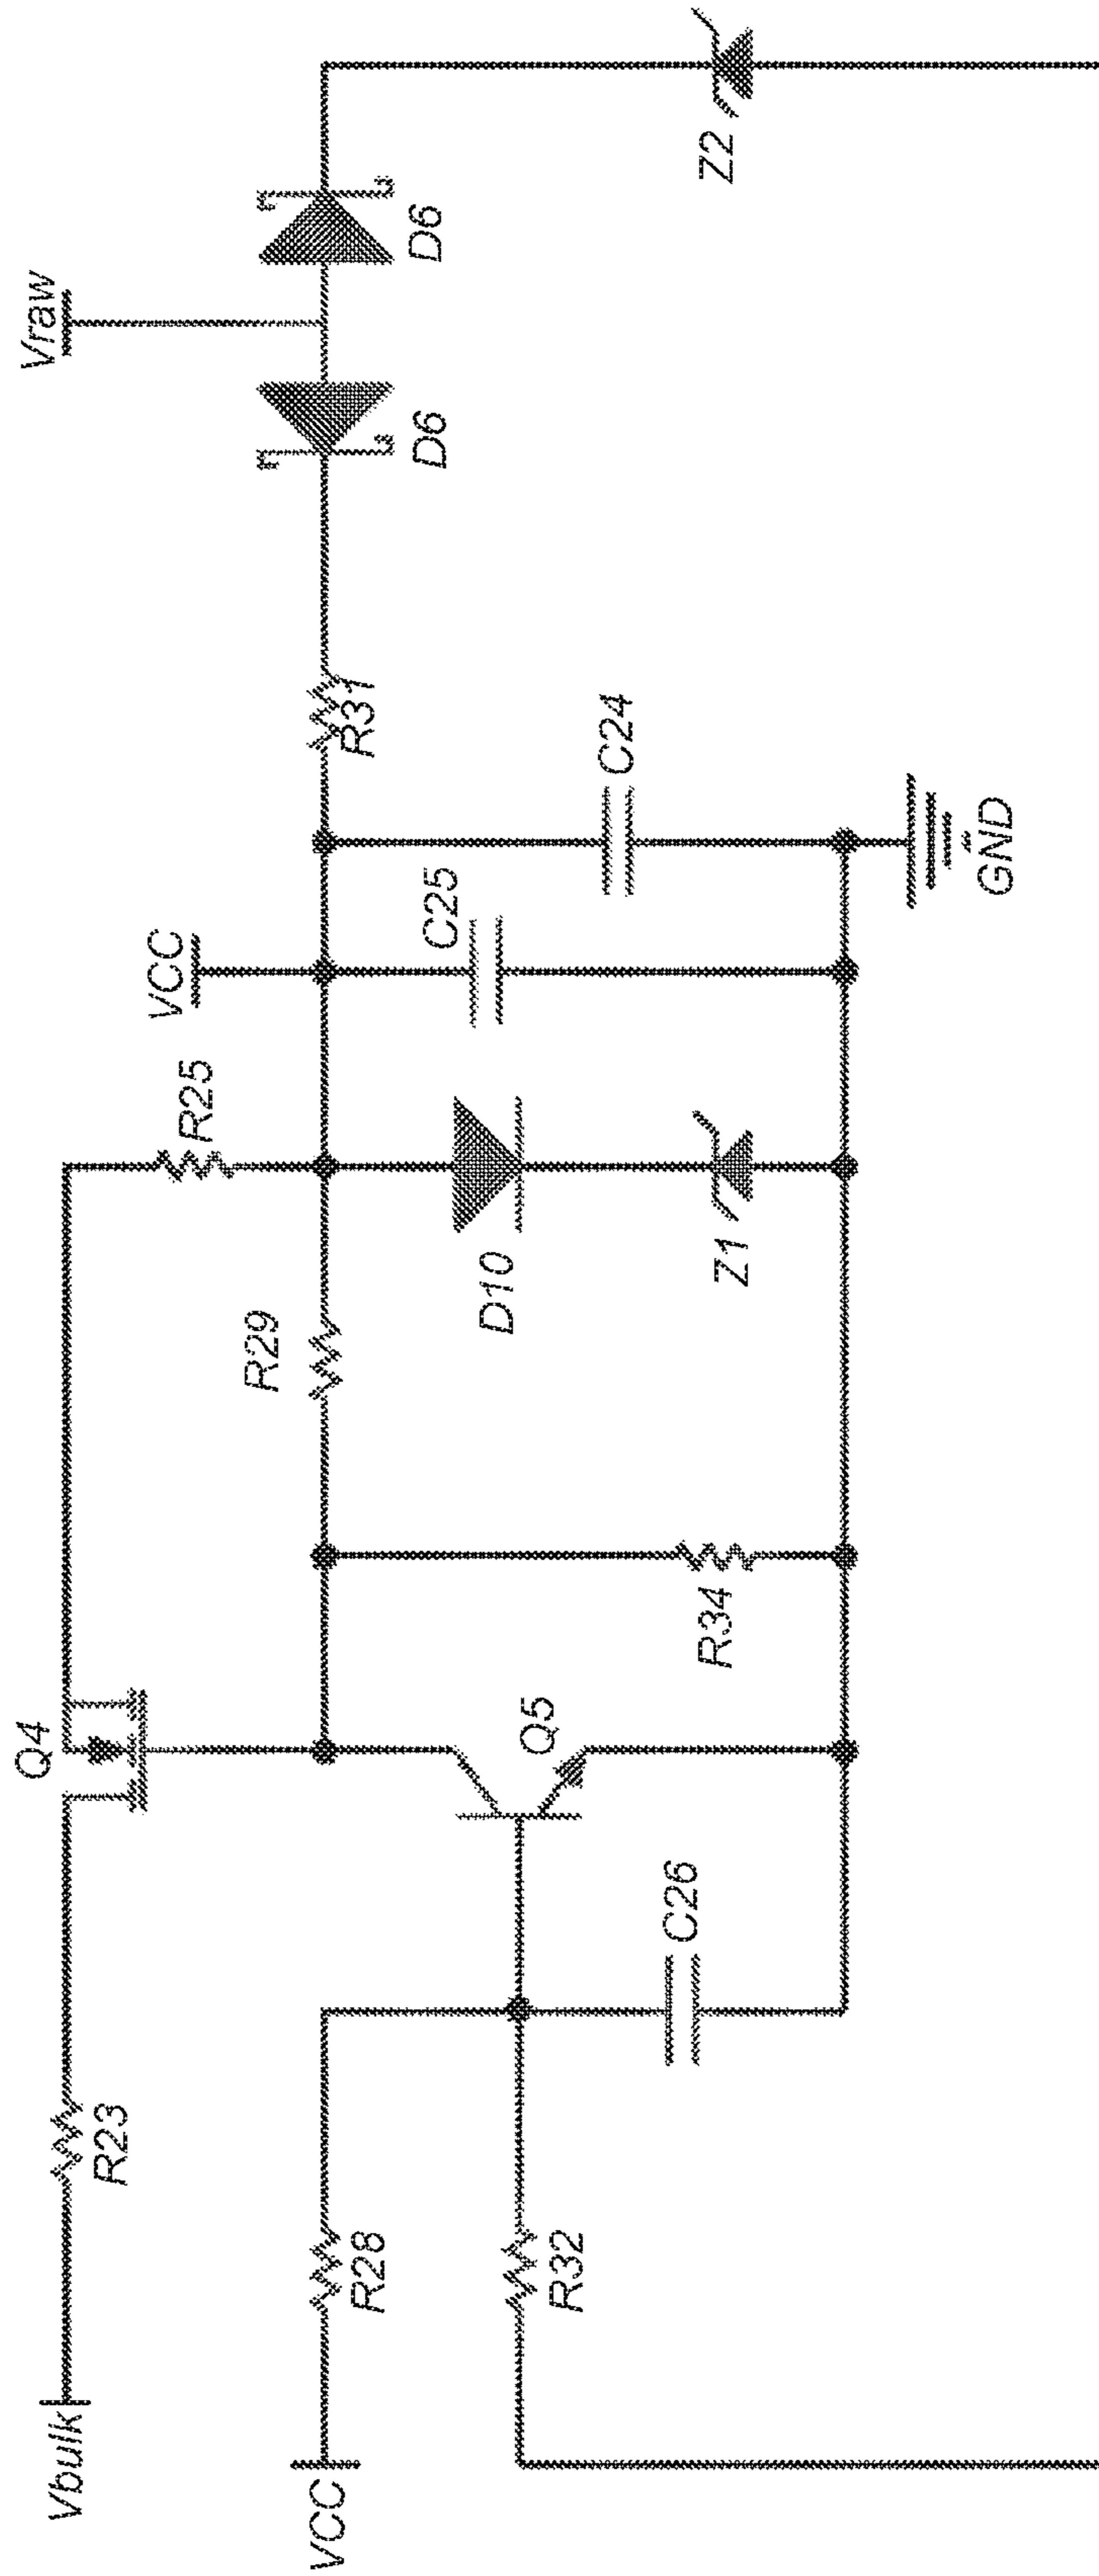 Vbulk
R23
Q4
Vraw
VCC
R25
VCC
R28
R29
R31
D6
D6
R32
Q5
D10
C25
C24
C26
R34
Z1
Z2
GND